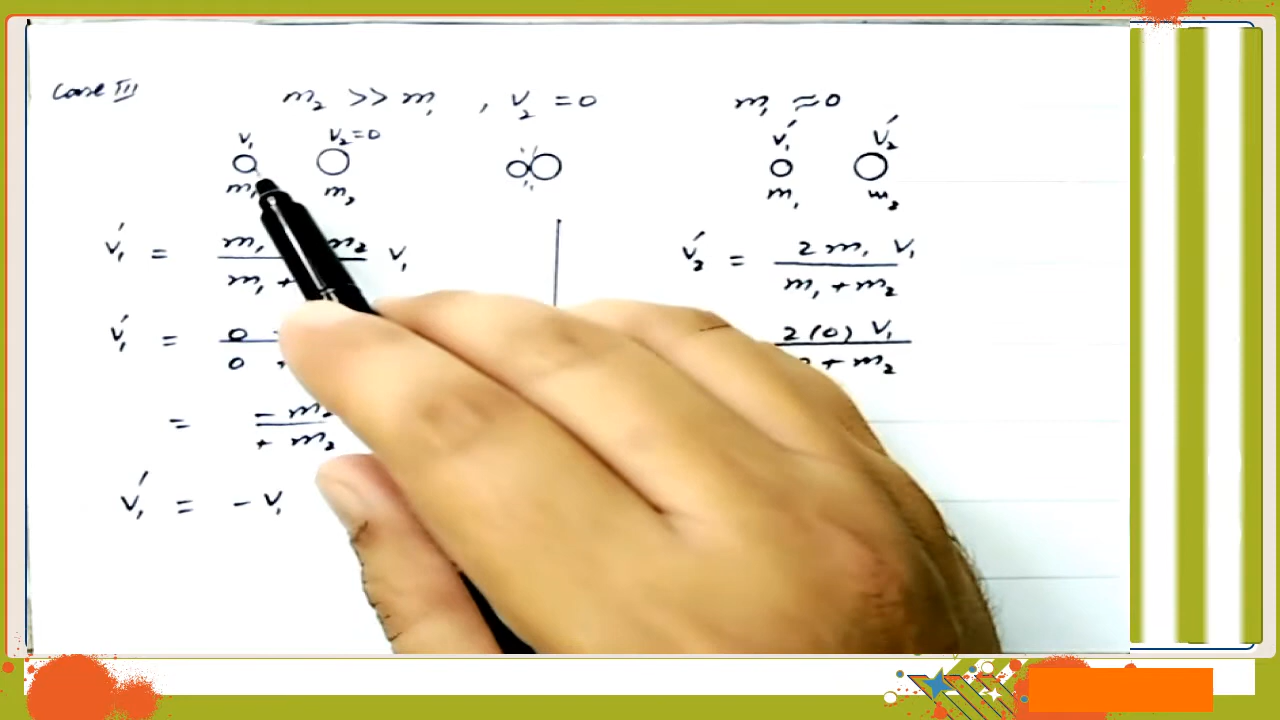 Case III m₂ >> m₁ , v₂ = 0 m₁ ≈ 0
v₁ v₂ = 0 v₁′ v₂′
m₁ m₂ m₁ m₂
v₁′ = m₁ m₂ / m₁ + v₁ v₂′ = 2 m₁ v₁ / m₁ + m₂
v₁′ = 0 / 0 2(0) v₁ / + m₂
= − m₂ / + m₂
v₁′ = − v₁